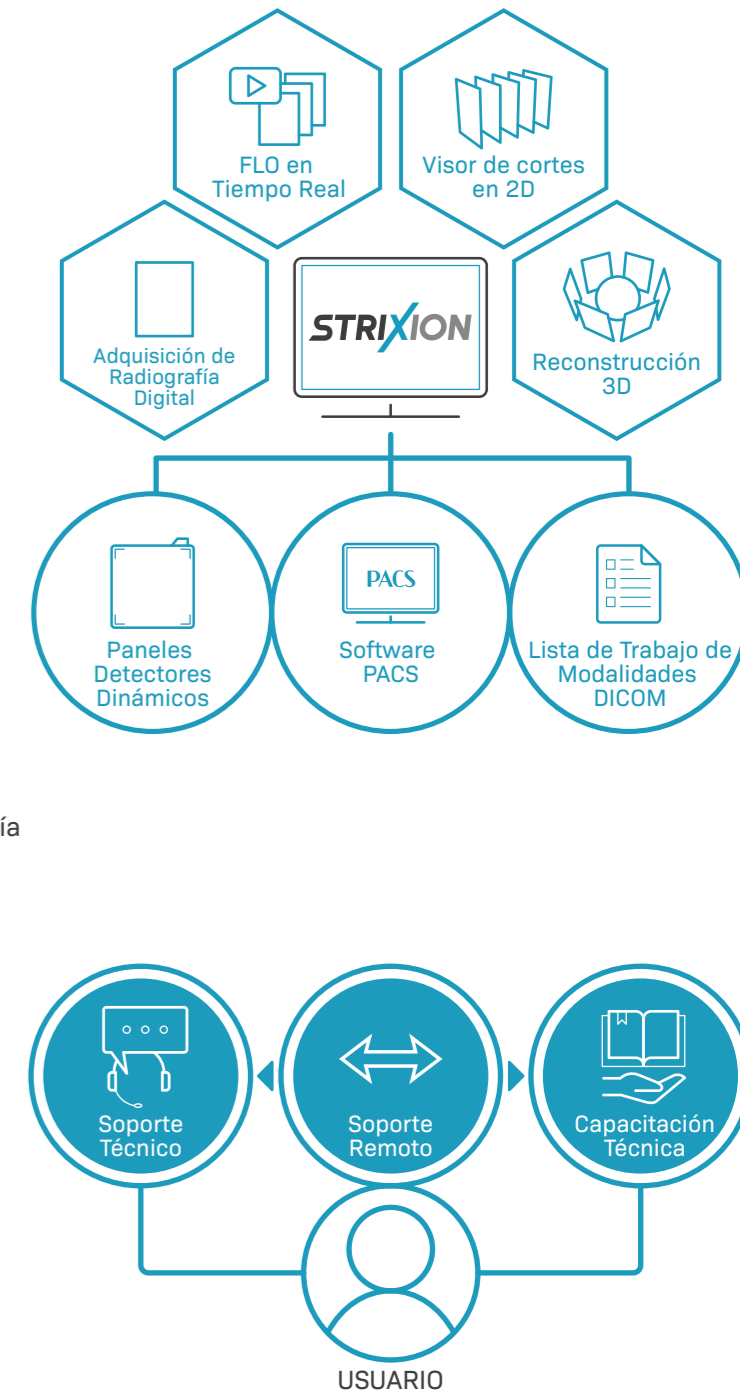 FLO en
Tiempo Real
Visor de cortes
en 2D
Adquisición de
Radiografía
Digital
STRIXION
Reconstrucción
3D
Paneles
Detectores
Dinámicos
PACS
Software
PACS
Lista de Trabajo de
Modalidades
DICOM
ía
Soporte
Técnico
Soporte
Remoto
Capacitación
Técnica
USUARIO